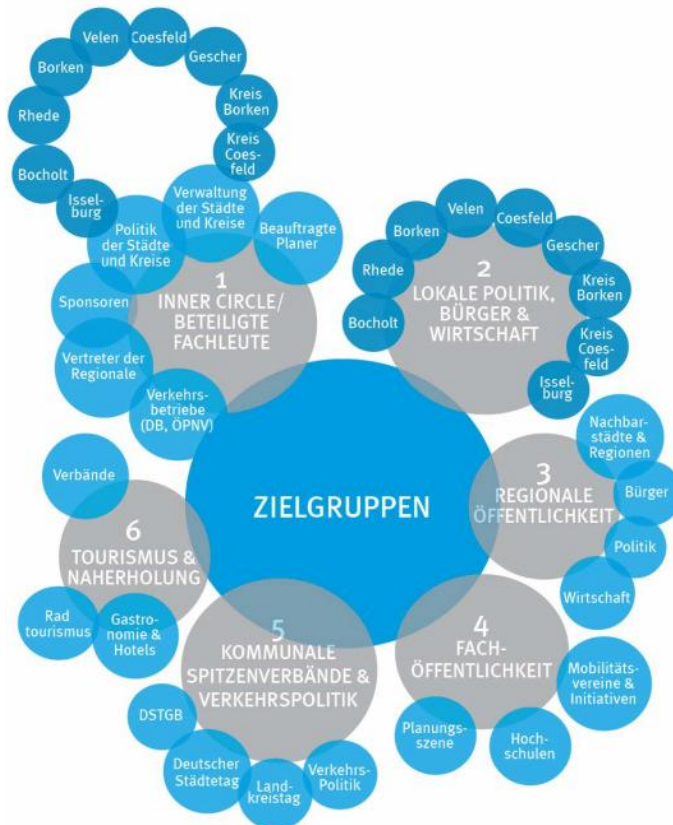 Velen
Coesfeld
Gescher
Borken
Kreis
Borken
Rhede
Kreis
Coes-
feld
Bocholt
Issel-
burg
Verwaltung
der Städte
und Kreise
Politik
der Städte
und Kreise
Beauftragte
Planer
Sponsoren
1
INNER CIRCLE/
BETEILIGTE
FACHLEUTE
Vertreter der
Regionale
Verkehrs-
betriebe
(DB, ÖPNV)
Velen
Coesfeld
Borken
Gescher
Rhede
Kreis
Borken
Bocholt
Kreis
Coes-
feld
Issel-
burg
2
LOKALE POLITIK,
BÜRGER &
WIRTSCHAFT
ZIELGRUPPEN
Nachbar-
städte &
Regionen
3
REGIONALE
ÖFFENTLICHKEIT
Bürger
Politik
Wirtschaft
4
FACH-
ÖFFENTLICHKEIT
Mobilitäts-
vereine &
Initiativen
Planungs-
szene
Hoch-
schulen
5
KOMMUNALE
SPITZENVERBÄNDE &
VERKEHRSPOLITIK
DSTGB
Deutscher
Städtetag
Land-
kreistag
Verkehrs-
Politik
Verbände
6
TOURISMUS &
NAHERHOLUNG
Rad
tourismus
Gastro-
nomie &
Hotels